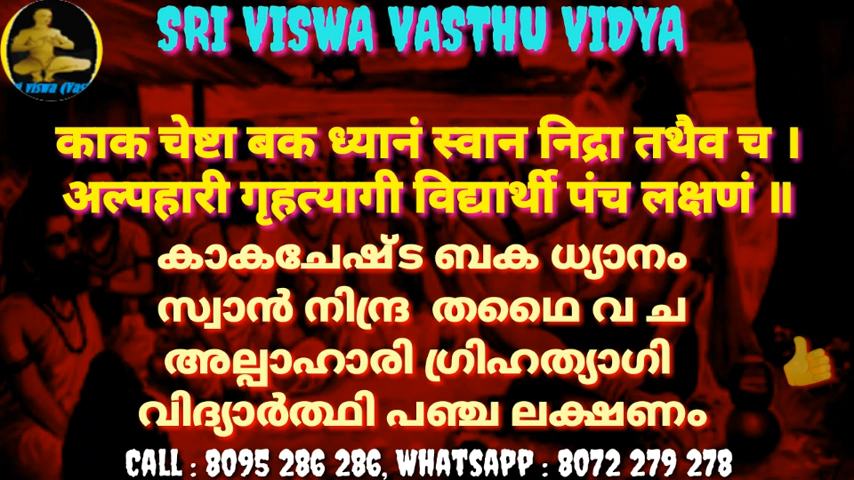 SRI VISWA VASTHU VIDYA
काक चेष्टा बक ध्यानं स्वान निद्रा तथैव च ।
अल्पहारी गृहत्यागी विद्यार्थी पंच लक्षणं ॥
കാകചേഷ്ട ബക ധ്യാനം
സ്വാൻ നിന്ദ്ര തഥൈ വ ച
അല്പാഹാരി ഗ്രിഹത്യാഗി
വിദ്യാർത്ഥി പഞ്ച ലക്ഷണം
CALL : 8095 286 286, WHATSAPP : 8072 279 278